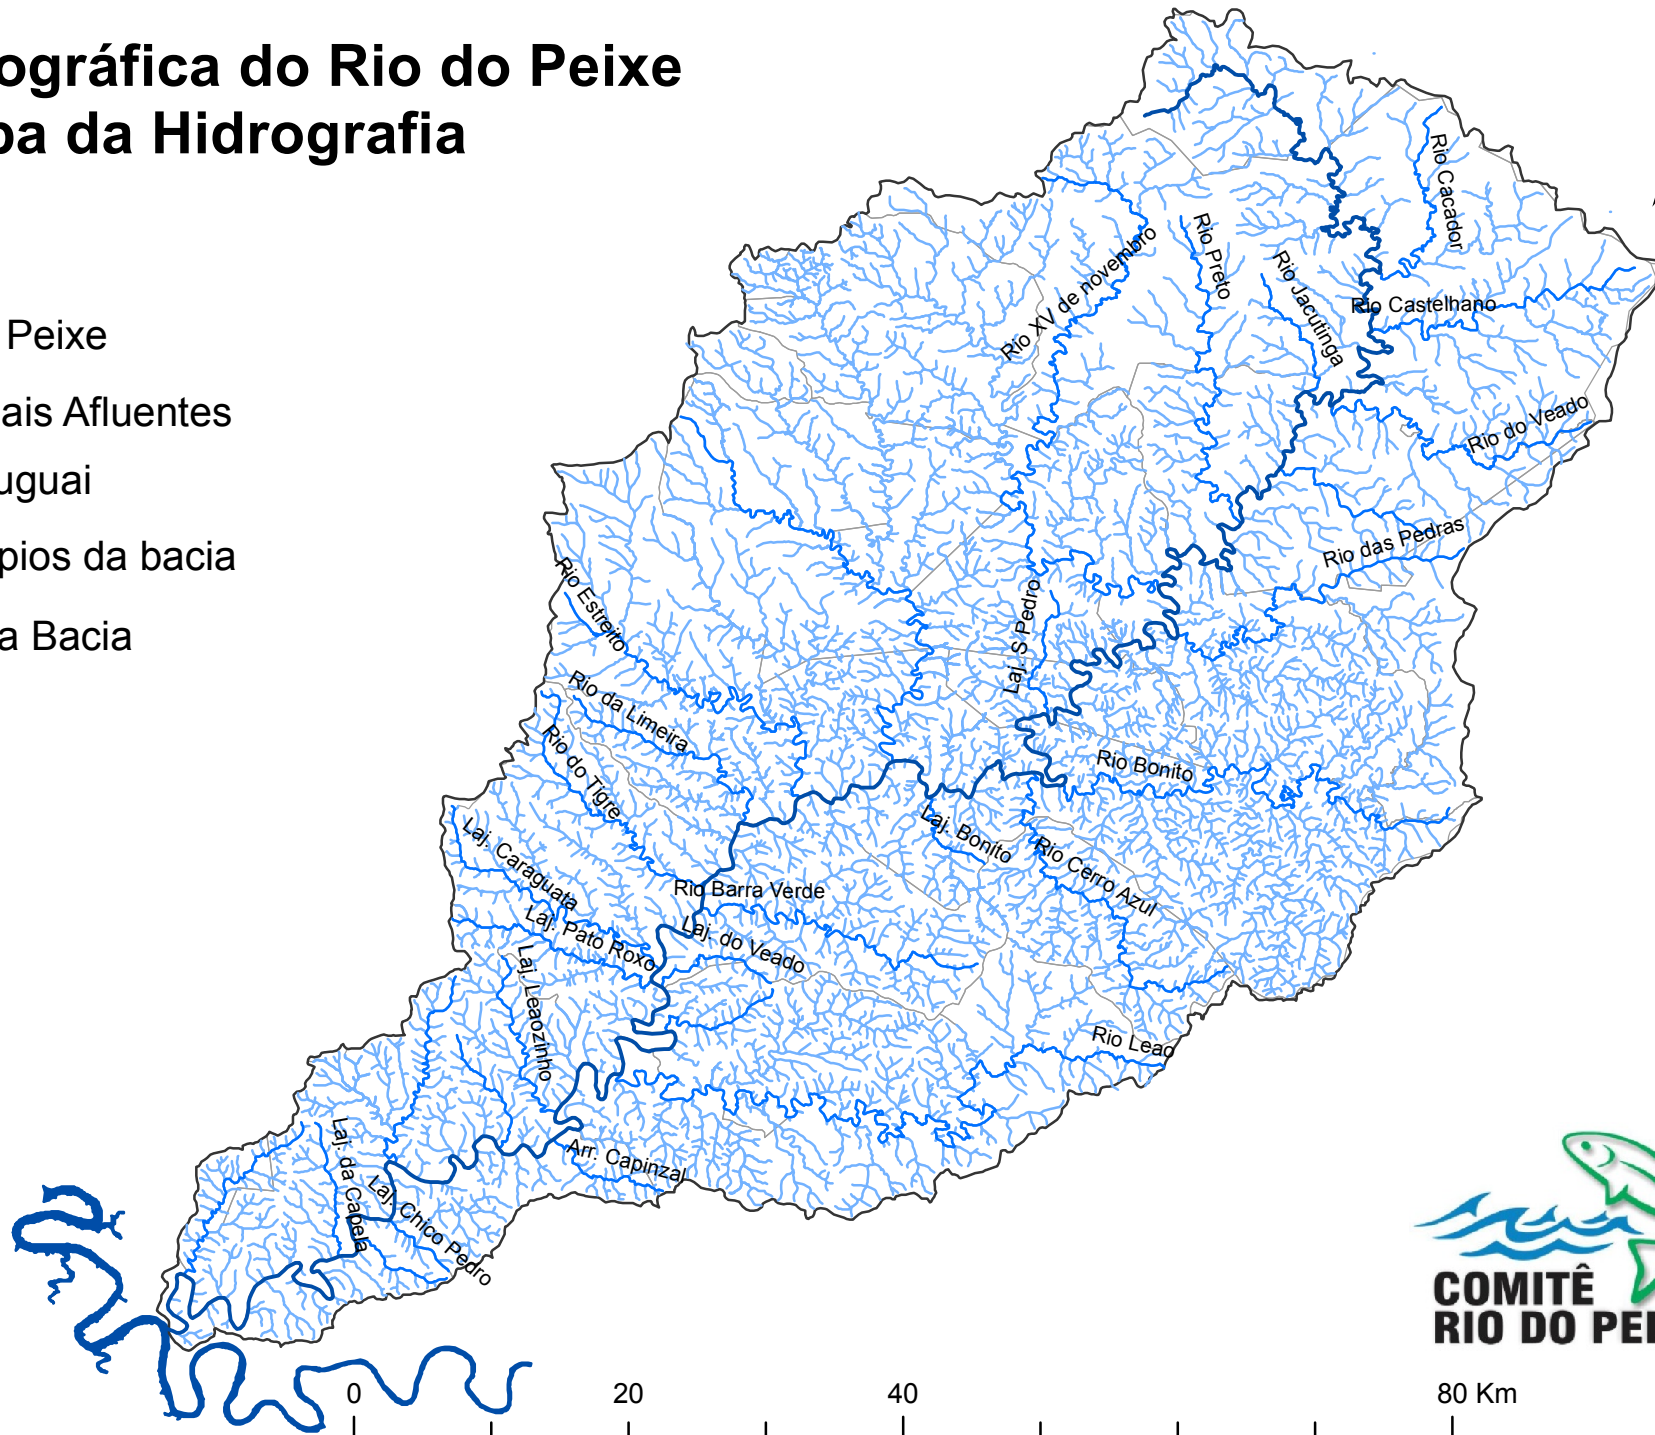 ográfica do Rio do Peixe
pa da Hidrografia
Peixe
ais Afluentes
uguai
pios da bacia
a Bacia
Rio Cacador
Rio XV de novembro
Rio Preto
Rio Jacutinga
Rio Castelhano
Rio do Veado
Rio das Pedras
Rio Estreito
Laj. S Pedro
Rio da Limeira
Rio do Tigre
Rio Bonito
Laj. Caraguata
Laj. Bonito
Rio Cerro Azul
Rio Barra Verde
Laj. Pato Roxo
Laj. do Veado
Laj. Leaozinho
Rio Leao
Laj. da Capela
Arr. Capinzal
Laj. Chico Pedro
COMITÊ
RIO DO PEI
0 20 40 80 Km